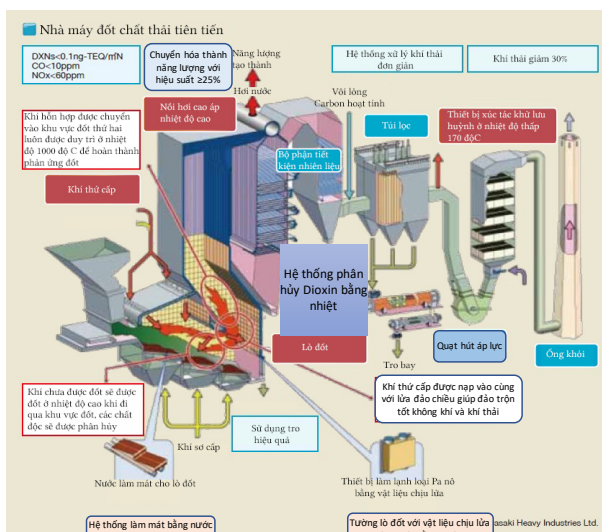 Nhà máy đốt chất thải tiên tiến
DXNs<0.1ng-TEQ/㎥N
CO<10ppm
NOx<60ppm
Chuyển hóa thành
năng lượng với
hiệu suất ≥25%
Năng lượng
tạo thành
Hơi nước
Hệ thống xử lý khí thải
đơn giản
Khí thải giảm 30%
Vôi lỏng
Carbon hoạt tính
Nồi hơi cao áp
nhiệt độ cao
Túi lọc
Thiết bị xúc tác khử lưu
huỳnh ở nhiệt độ thấp
170 độC
Khí hỗn hợp được chuyển
vào khu vực đốt thứ hai
luôn được duy trì ở nhiệt
độ 1000 độ C để hoàn thành
phản ứng đốt
Bộ phận tiết
kiệm nhiên liệu
Khí thứ cấp
Hệ thống phân
hủy Dioxin bằng
nhiệt
Lò đốt
Quạt hút áp lực
Ống khói
Tro bay
Khí thứ cấp được nạp vào cùng
với lửa đảo chiều giúp đảo trộn
tốt không khí và khí thải
Khí chưa được đốt sẽ được
đốt ở nhiệt độ cao khi đi
qua khu vực đốt, các chất
độc sẽ được phân hủy
Khí sơ cấp
Sử dụng tro
hiệu quả
Nước làm mát cho lò đốt
Thiết bị làm lạnh loại Pa nô
bằng vật liệu chịu lửa
Hệ thống làm mát bằng nước
Tường lò đốt với vật liệu chịu lửa
asaki Heavy Industries Ltd.